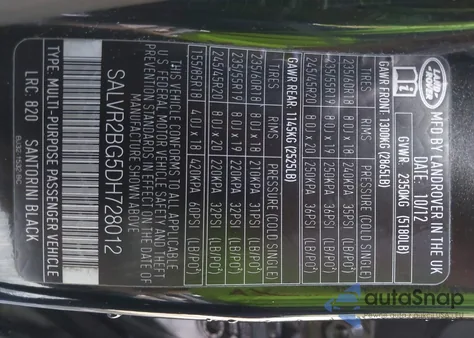 LAND ROVER
MFD BY LANDROVER IN THE UK
DATE: 10/12
GVWR. 2350KG (5180LB)
GAWR FRONT: 1300KG (2865LB)
TIRES RIMS PRESSURE (COLD SINGLE)
235/60R18 8.0J x 18 240KPA 35PSI (LB/PO²)
235/55R19 8.0J x 19 250KPA 36PSI (LB/PO²)
245/45R20 8.0J x 20 250KPA 36PSI (LB/PO²)
GAWR REAR: 1145KG (2525LB)
TIRES RIMS PRESSURE (COLD SINGLE)
235/60R18 8.0J x 18 210KPA 31PSI (LB/PO²)
235/55R19 8.0J x 19 220KPA 32PSI (LB/PO²)
245/45R20 8.0J x 20 220KPA 32PSI (LB/PO²)
T155/85R18 4.0J x 18 420KPA 60PSI (LB/PO²)
THIS VEHICLE CONFORMS TO ALL APPLICABLE
U.S. FEDERAL MOTOR VEHICLE SAFETY AND THEFT
PREVENTION STANDARDS IN EFFECT ON THE DATE OF
MANUFACTURE SHOWN ABOVE
SALVR2BG5DH728012
TYPE: MULTI-PURPOSE PASSENGER VEHICLE
LRC: 820 SANTORINI BLACK
autoSnap